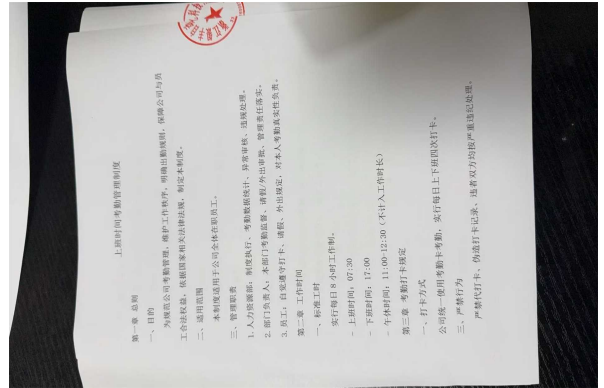 上班时间考勤管理制度
第一章 总则
一、目的
为规范公司考勤管理，维护工作秩序，明确出勤规则，保障公司与员
工合法权益，依据国家相关法律法规，制定本制度。
二、适用范围
本制度适用于公司全体在职员工。
三、管理职责
1. 人力资源部：制度执行、考勤数据统计、异常审核、违规处理。
2. 部门负责人：本部门考勤监督、请假/外出审批、管理责任落实。
3. 员工：自觉遵守打卡、请假、外出规定，对本人考勤真实性负责。
第二章 工作时间
一、标准工时
实行每日 8 小时工作制。
- 上班时间：07:30
- 下班时间：17:00
- 午休时间：11:00-12:30（不计入工作时长）
第三章 考勤打卡规定
一、打卡方式
公司统一使用考勤卡考勤，实行每日上下班四次打卡。
三、严禁行为
严禁代打卡、伪造打卡记录，违者双方均按严重违纪处理。